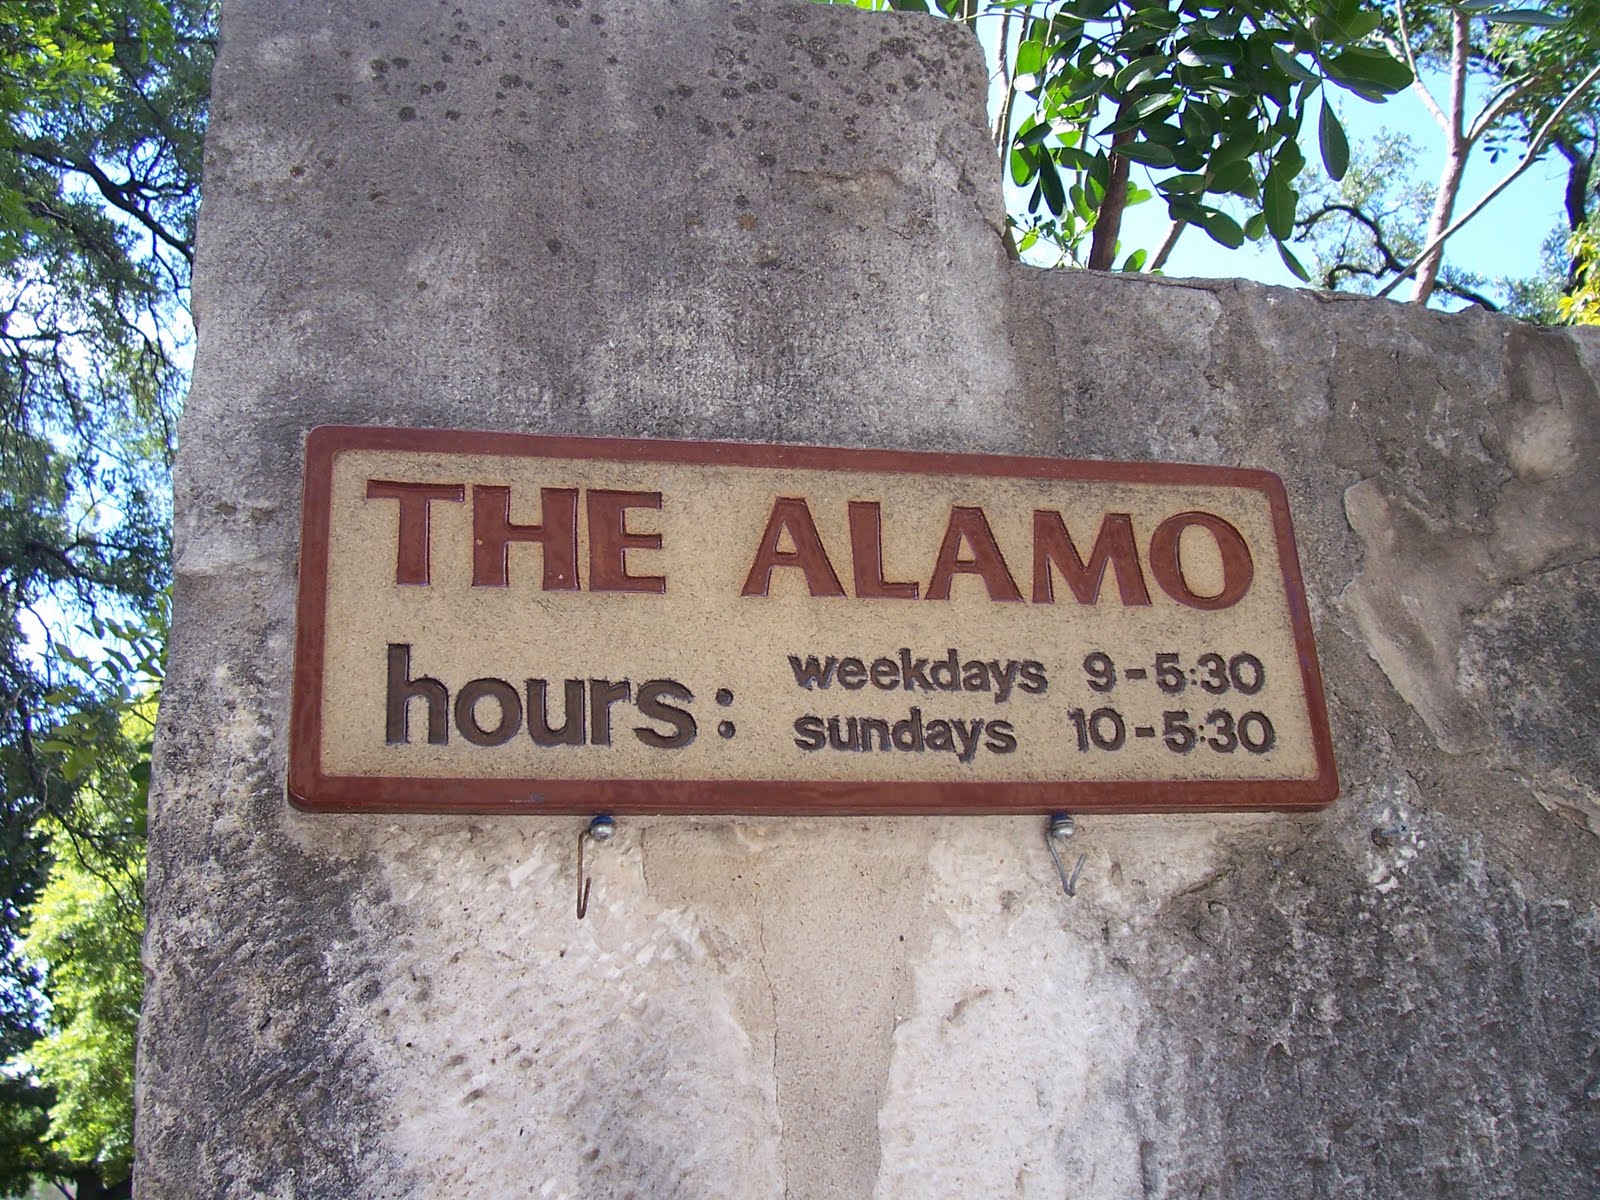 THE ALAMO
hours: weekdays 9-5:30
sundays 10-5:30